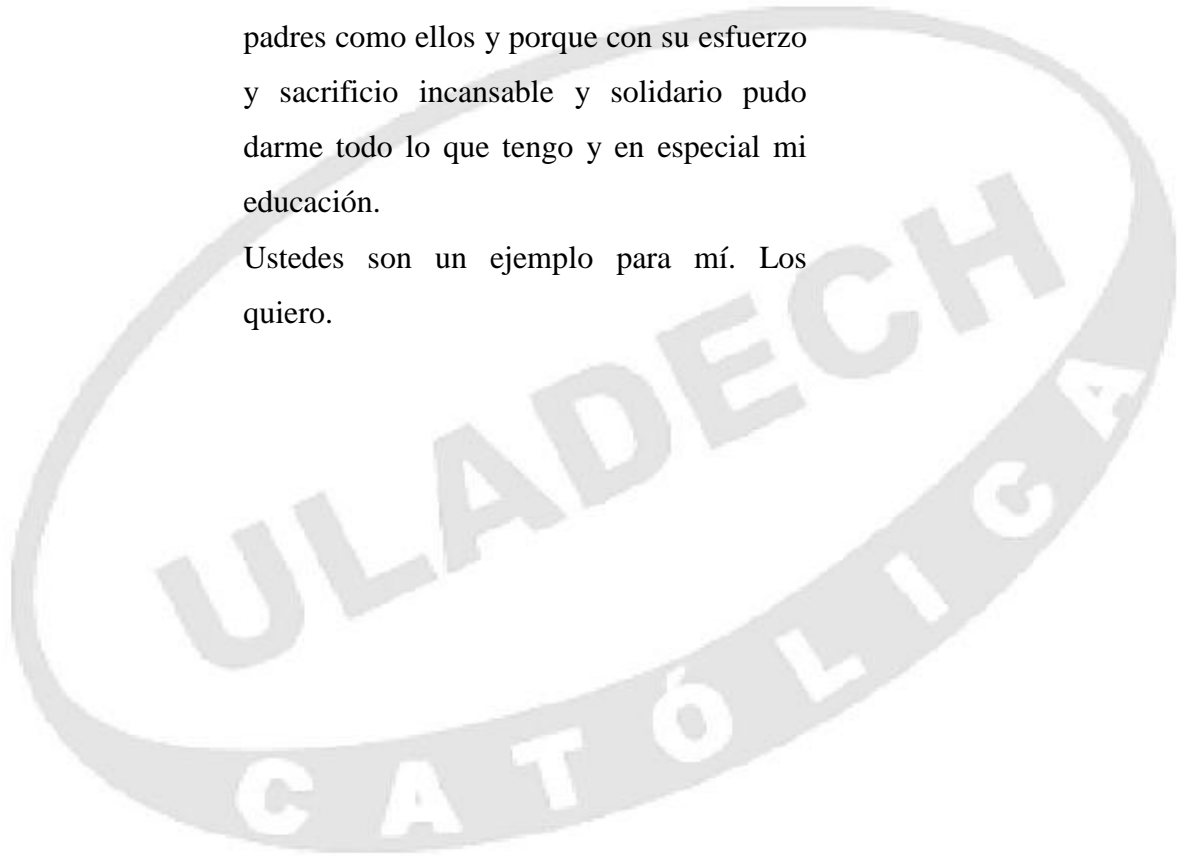 padres como ellos y porque con su esfuerzo
y sacrificio incansable y solidario pudo
darme todo lo que tengo y en especial mi
educación.
Ustedes son un ejemplo para mí. Los
quiero.
ULADECH
CATÓLICA